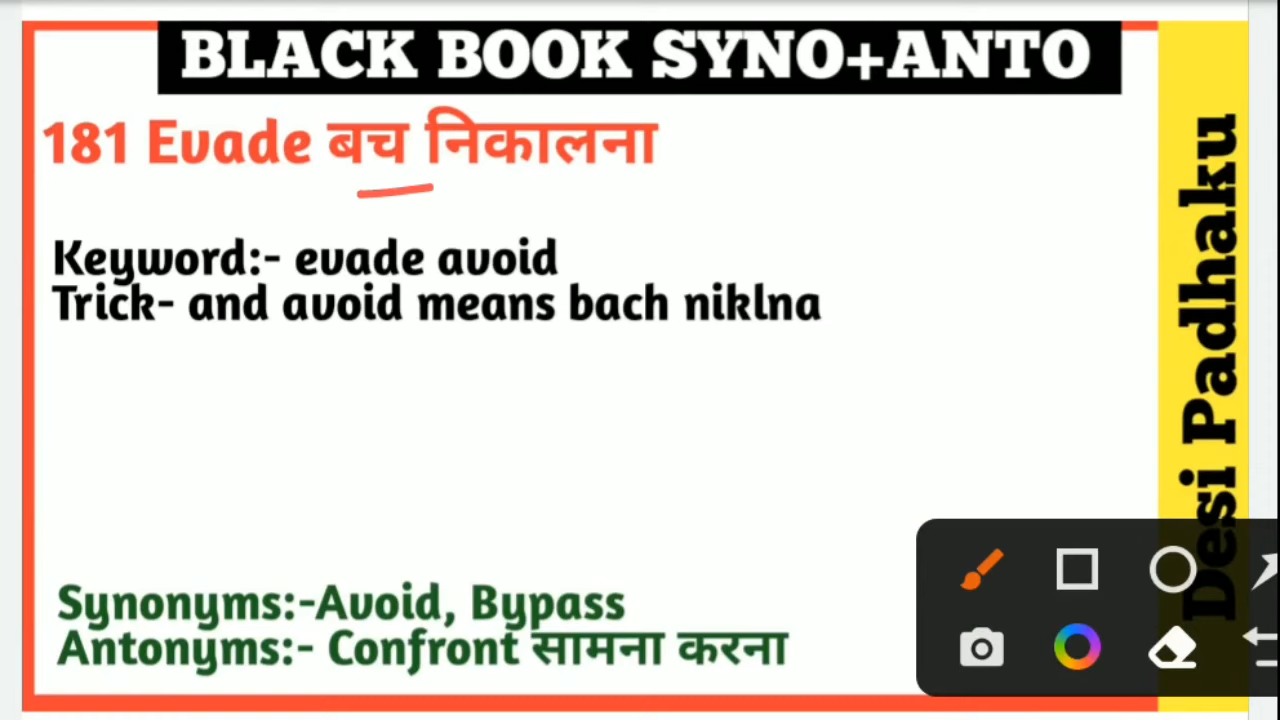 BLACK BOOK SYNO+ANTO
181 Evade बच निकालना
Keyword:- evade avoid
Trick- and avoid means bach niklna
Synonyms:-Avoid, Bypass
Antonyms:- Confront सामना करना
Desi Padhaku